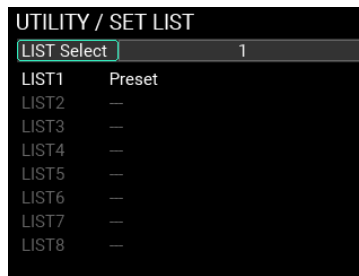 UTILITY / SET LIST
LIST Select 1
LIST1 Preset
LIST2 ---
LIST3 ---
LIST4 ---
LIST5 ---
LIST6 ---
LIST7 ---
LIST8 ---